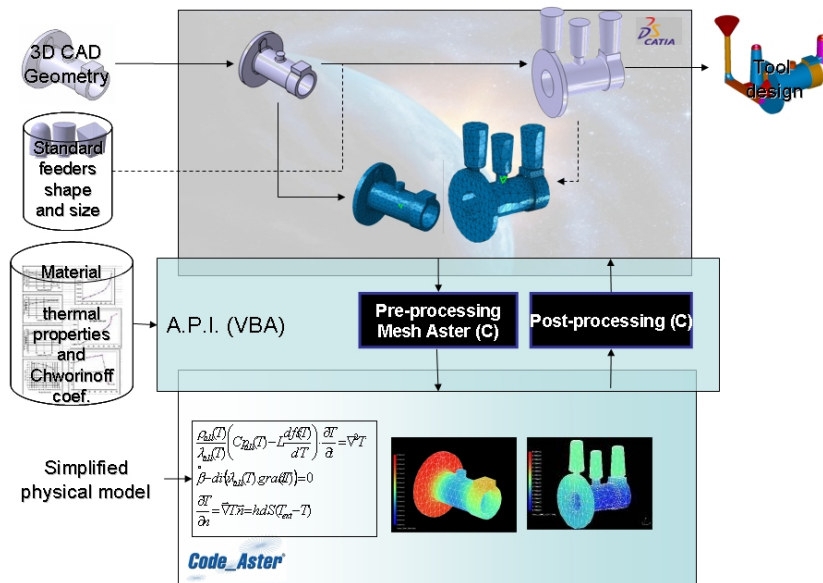 3D CAD
Geometry
DS
CATIA
Tool
design
Standard
feeders
shape
and size
Material
thermal
properties
and
Chworinoff
coef.
A.P.I. (VBA)
Pre-processing
Mesh Aster (C)
Post-processing (C)
Simplified
physical model
Code_Aster